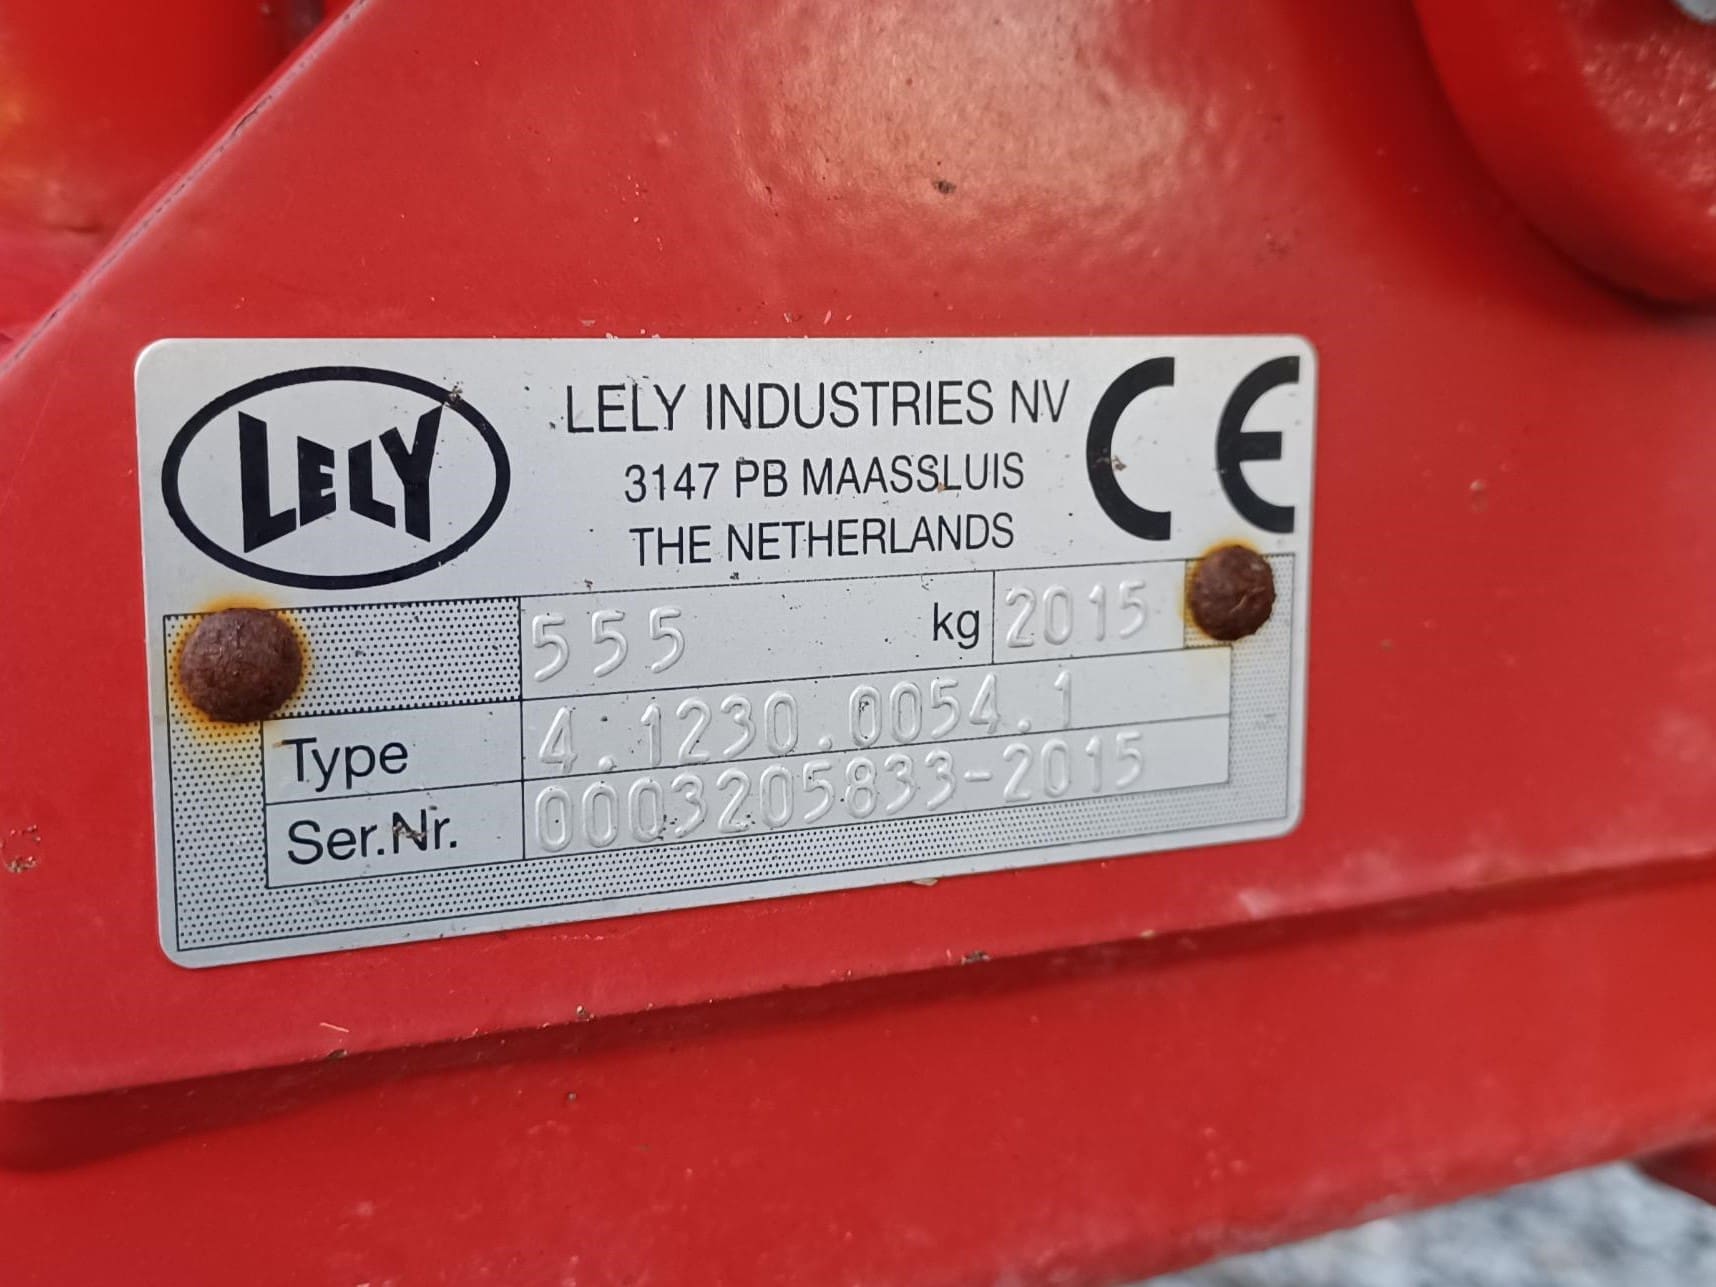 LELY
LELY INDUSTRIES NV
3147 PB MAASSLUIS
THE NETHERLANDS
CE
555 kg 2015
Type 4.1230.0054.1
Ser.Nr. 0003205833-2015